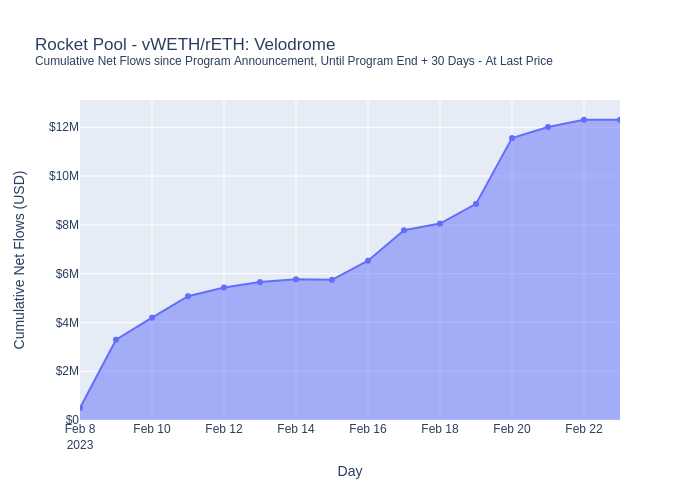 Rocket Pool - vWETH/rETH: Velodrome
Cumulative Net Flows since Program Announcement, Until Program End + 30 Days - At Last Price
Cumulative Net Flows (USD)
$12M
$10M
$8M
$6M
$4M
$2M
$0
Feb 8 Feb 10 Feb 12 Feb 14 Feb 16 Feb 18 Feb 20 Feb 22
2023
Day